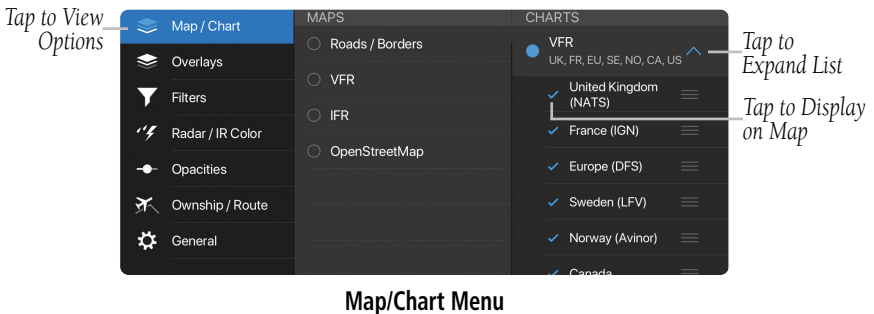 Tap to View
Options
Map / Chart
Overlays
Filters
Radar / IR Color
Opacities
Ownship / Route
General
MAPS
Roads / Borders
VFR
IFR
OpenStreetMap
CHARTS
VFR
UK, FR, EU, SE, NO, CA, US
United Kingdom
(NATS)
France (IGN)
Europe (DFS)
Sweden (LFV)
Norway (Avinor)
Canada
Tap to
Expand List
Tap to Display
on Map
Map/Chart Menu